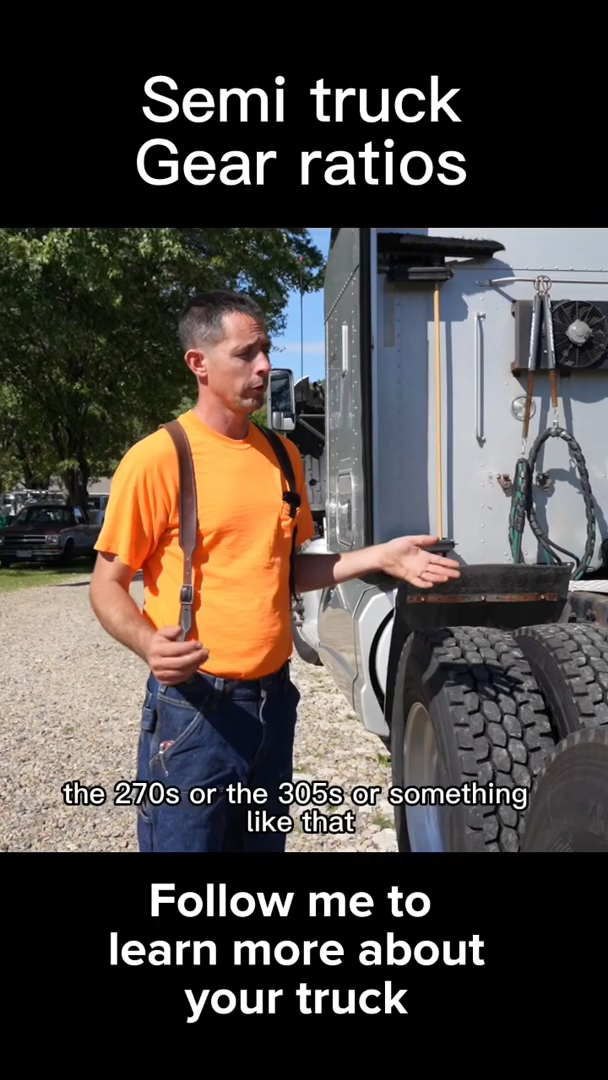 Semi truck
Gear ratios
the 270s or the 305s or something
like that
Follow me to
learn more about
your truck